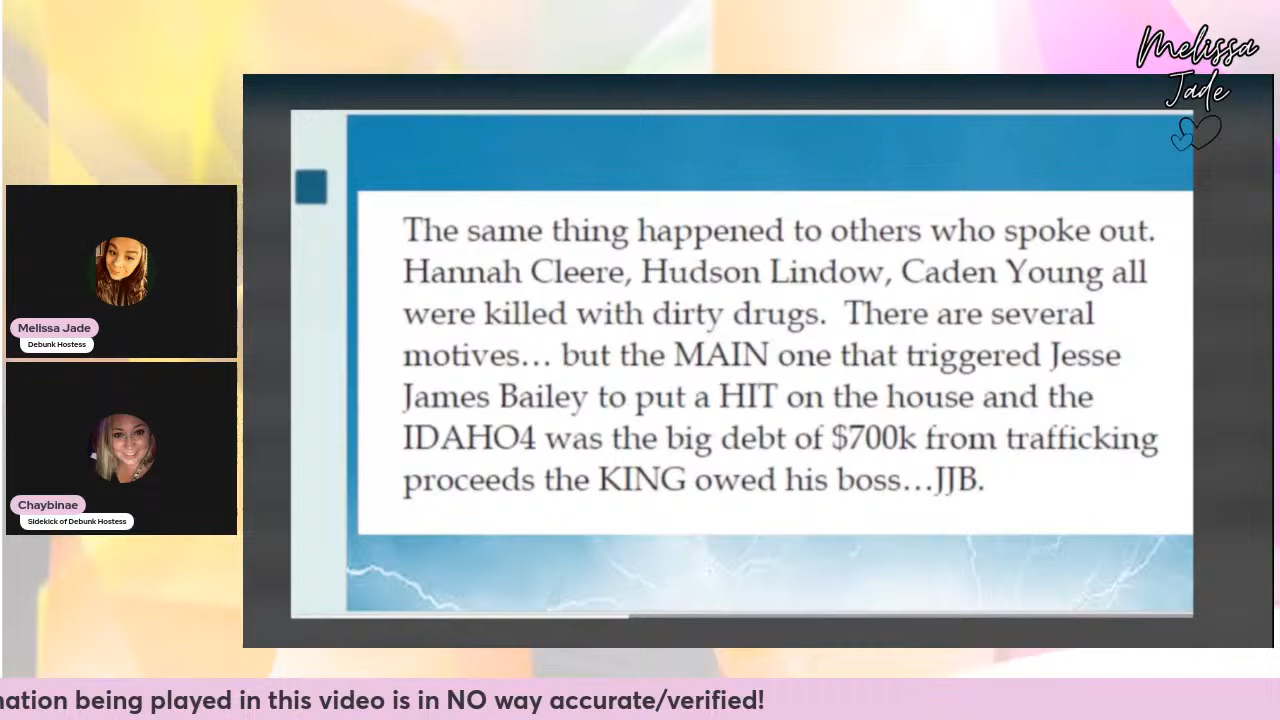 Melissa
Jade
The same thing happened to others who spoke out.
Hannah Cleere, Hudson Lindow, Caden Young all
were killed with dirty drugs.  There are several
motives… but the MAIN one that triggered Jesse
James Bailey to put a HIT on the house and the
IDAHO4 was the big debt of $700k from trafficking
proceeds the KING owed his boss…JJB.
Melissa Jade
Debunk Hostess
Chaybinae
Sidekick of Debunk Hostess
nation being played in this video is in NO way accurate/verified!